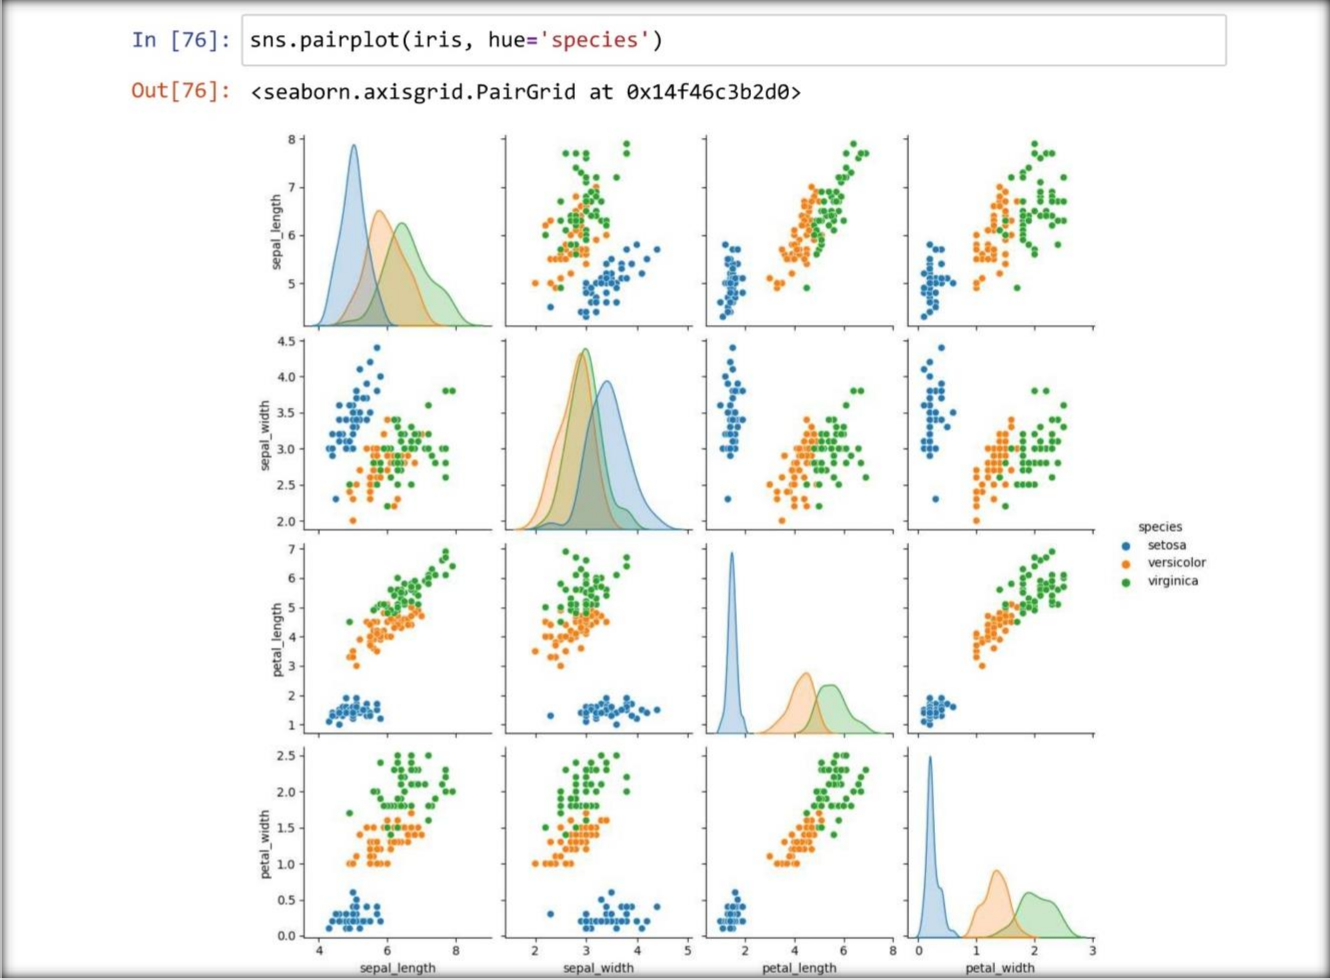 In [76]: sns.pairplot(iris, hue='species')
Out[76]: <seaborn.axisgrid.PairGrid at 0x14f46c3b2d0>
8
7
6
5
sepal_length
4.5
4.0
3.5
3.0
2.5
2.0
sepal_width
species
setosa
versicolor
virginica
7
6
5
4
3
2
1
petal_length
2.5
2.0
1.5
1.0
0.5
0.0
petal_width
4 6 8 2 3 4 5 2 4 6 8 0 1 2 3
sepal_length sepal_width petal_length petal_width